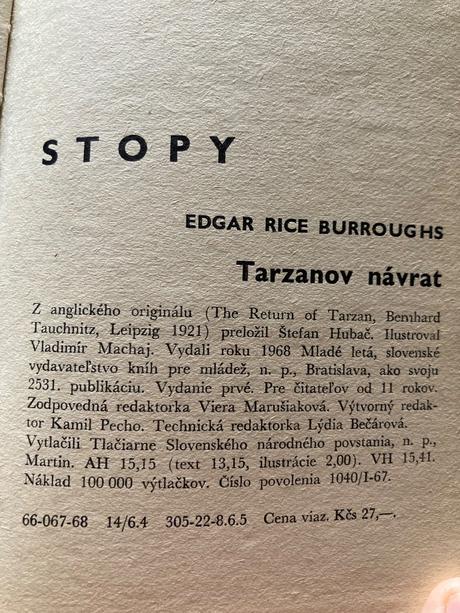 STOPY
EDGAR RICE BURROUGHS
Tarzanov návrat
Z anglického originálu (The Return of Tarzan, Bernhard
Tauchnitz, Leipzig 1921) preložil Štefan Hubač. Ilustroval
Vladimír Machaj. Vydali roku 1968 Mladé letá, slovenské
vydavateľstvo kníh pre mládež, n. p., Bratislava, ako svoju
2531. publikáciu. Vydanie prvé. Pre čitateľov od 11 rokov.
Zodpovedná redaktorka Viera Marušiaková. Výtvorný redak-
tor Kamil Pecho. Technická redaktorka Lýdia Bečárová.
Vytlačili Tlačiarne Slovenského národného povstania, n. p.,
Martin. AH 15,15 (text 13,15, ilustrácie 2,00). VH 15,41.
Náklad 100 000 výtlačkov. Číslo povolenia 1040/I-67.
66-067-68 14/6.4 305-22-8.6.5 Cena viaz. Kčs 27,—.